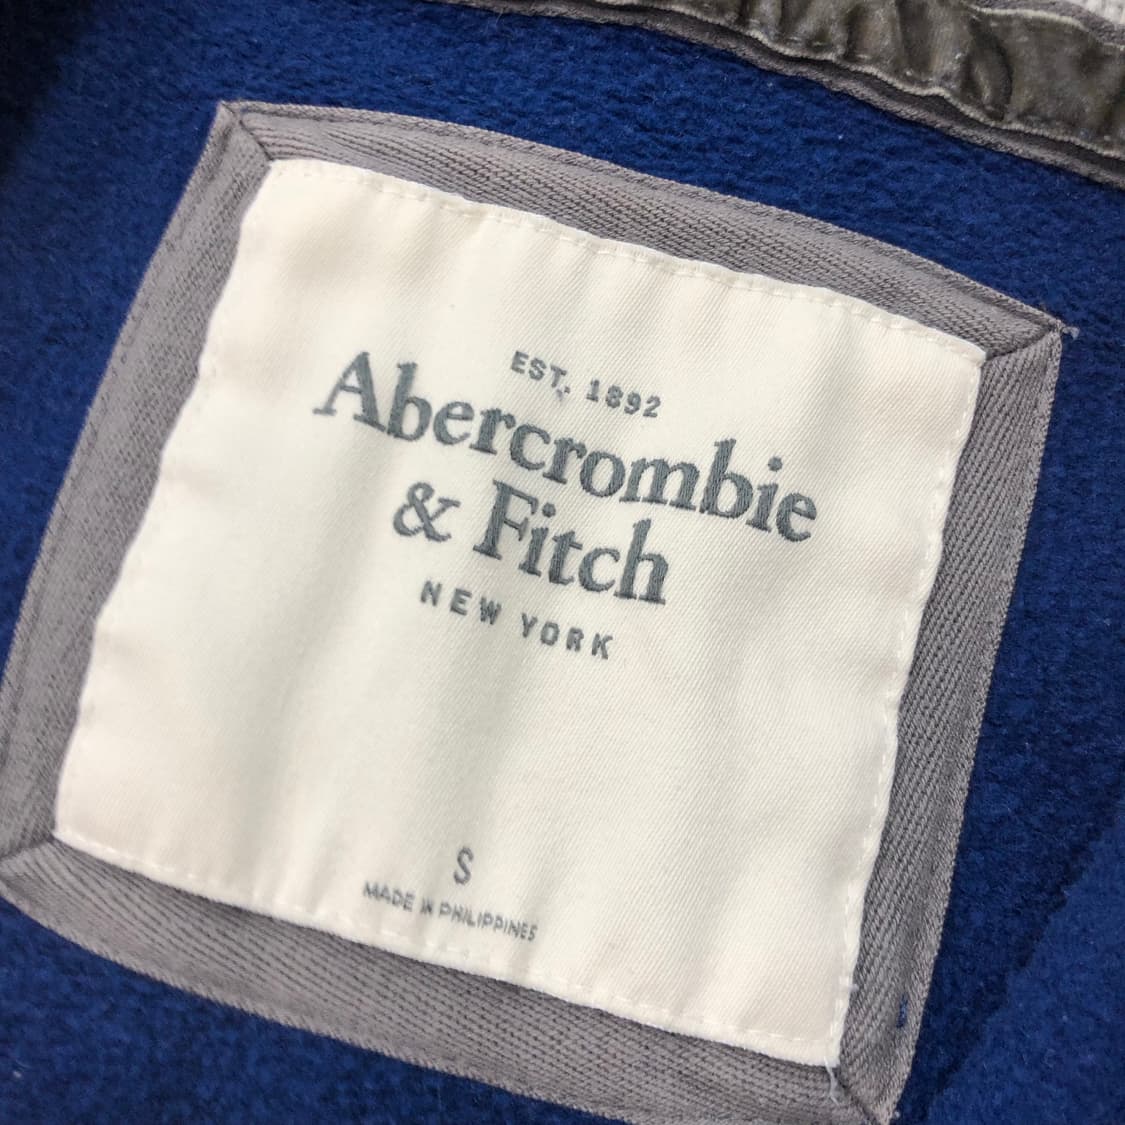 EST. 1892
Abercrombie
& Fitch
NEW YORK
S
MADE IN PHILIPPINES